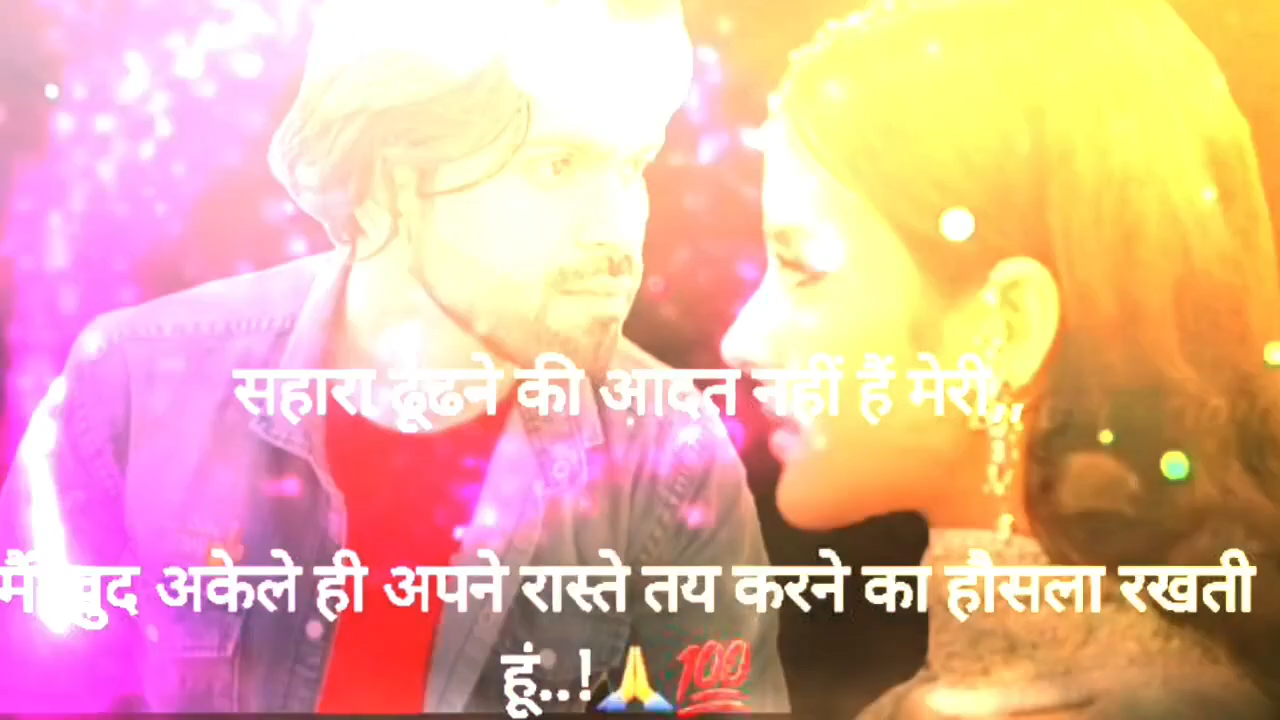 सहारा ढूंढने की आदत नहीं हैं मेरी,,
मैं खुद अकेले ही अपने रास्ते तय करने का हौसला रखती
हूं..!🙏💯